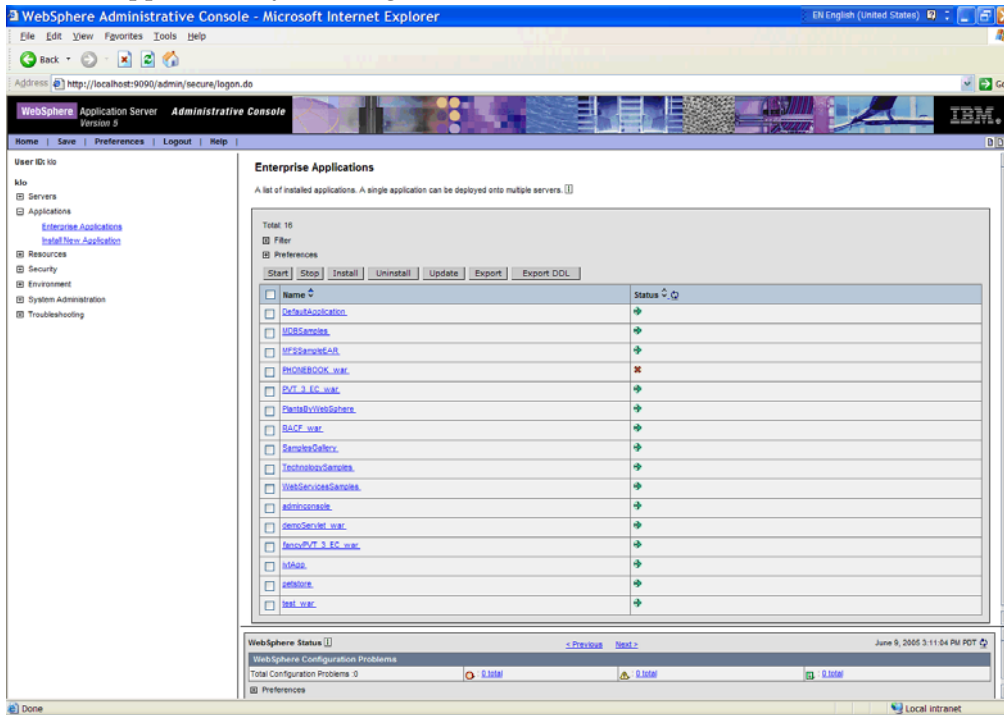 WebSphere Administrative Console - Microsoft Internet Explorer
EN English (United States)
File Edit View Favorites Tools Help
Back
Address http://localhost:9090/admin/secure/logon.do
WebSphere Application Server Administrative Console
Version 5
IBM.
Home | Save | Preferences | Logout | Help |
User ID: klo
klo
Servers
Applications
Enterprise Applications
Install New Application
Resources
Security
Environment
System Administration
Troubleshooting
Enterprise Applications
A list of installed applications. A single application can be deployed onto multiple servers.
Total: 16
Filter
Preferences
Start Stop Install Uninstall Update Export Export DDL
Name Status
DefaultApplication
MDBSamples
MFSSampleEAR
PHONEBOOK_war
PVT_3_EC_war
PlantsByWebSphere
RACF_war
SamplesGallery
TechnologySamples
WebServicesSamples
adminconsole
demoServlet_war
fancyPVT_3_EC_war
ivtApp
petstore
test_war
WebSphere Status < Previous Next > June 9, 2005 3:11:04 PM PDT
WebSphere Configuration Problems
Total Configuration Problems :0 : 0 total : 0 total : 0 total
Preferences
Done
Local intranet